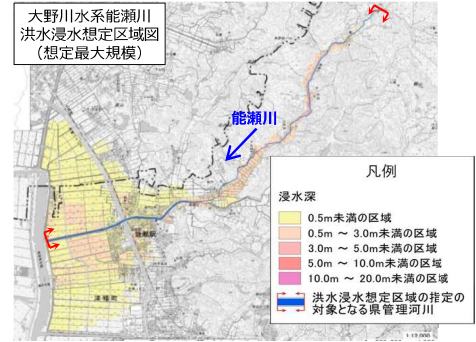 大野川水系能瀬川
洪水浸水想定区域図
（想定最大規模）
能瀬川
凡例
浸水深
0.5m未満の区域
0.5m ～ 3.0m未満の区域
3.0m ～ 5.0m未満の区域
5.0m ～ 10.0m未満の区域
10.0m ～ 20.0m未満の区域
洪水浸水想定区域の指定の
対象となる県管理河川
津幡町